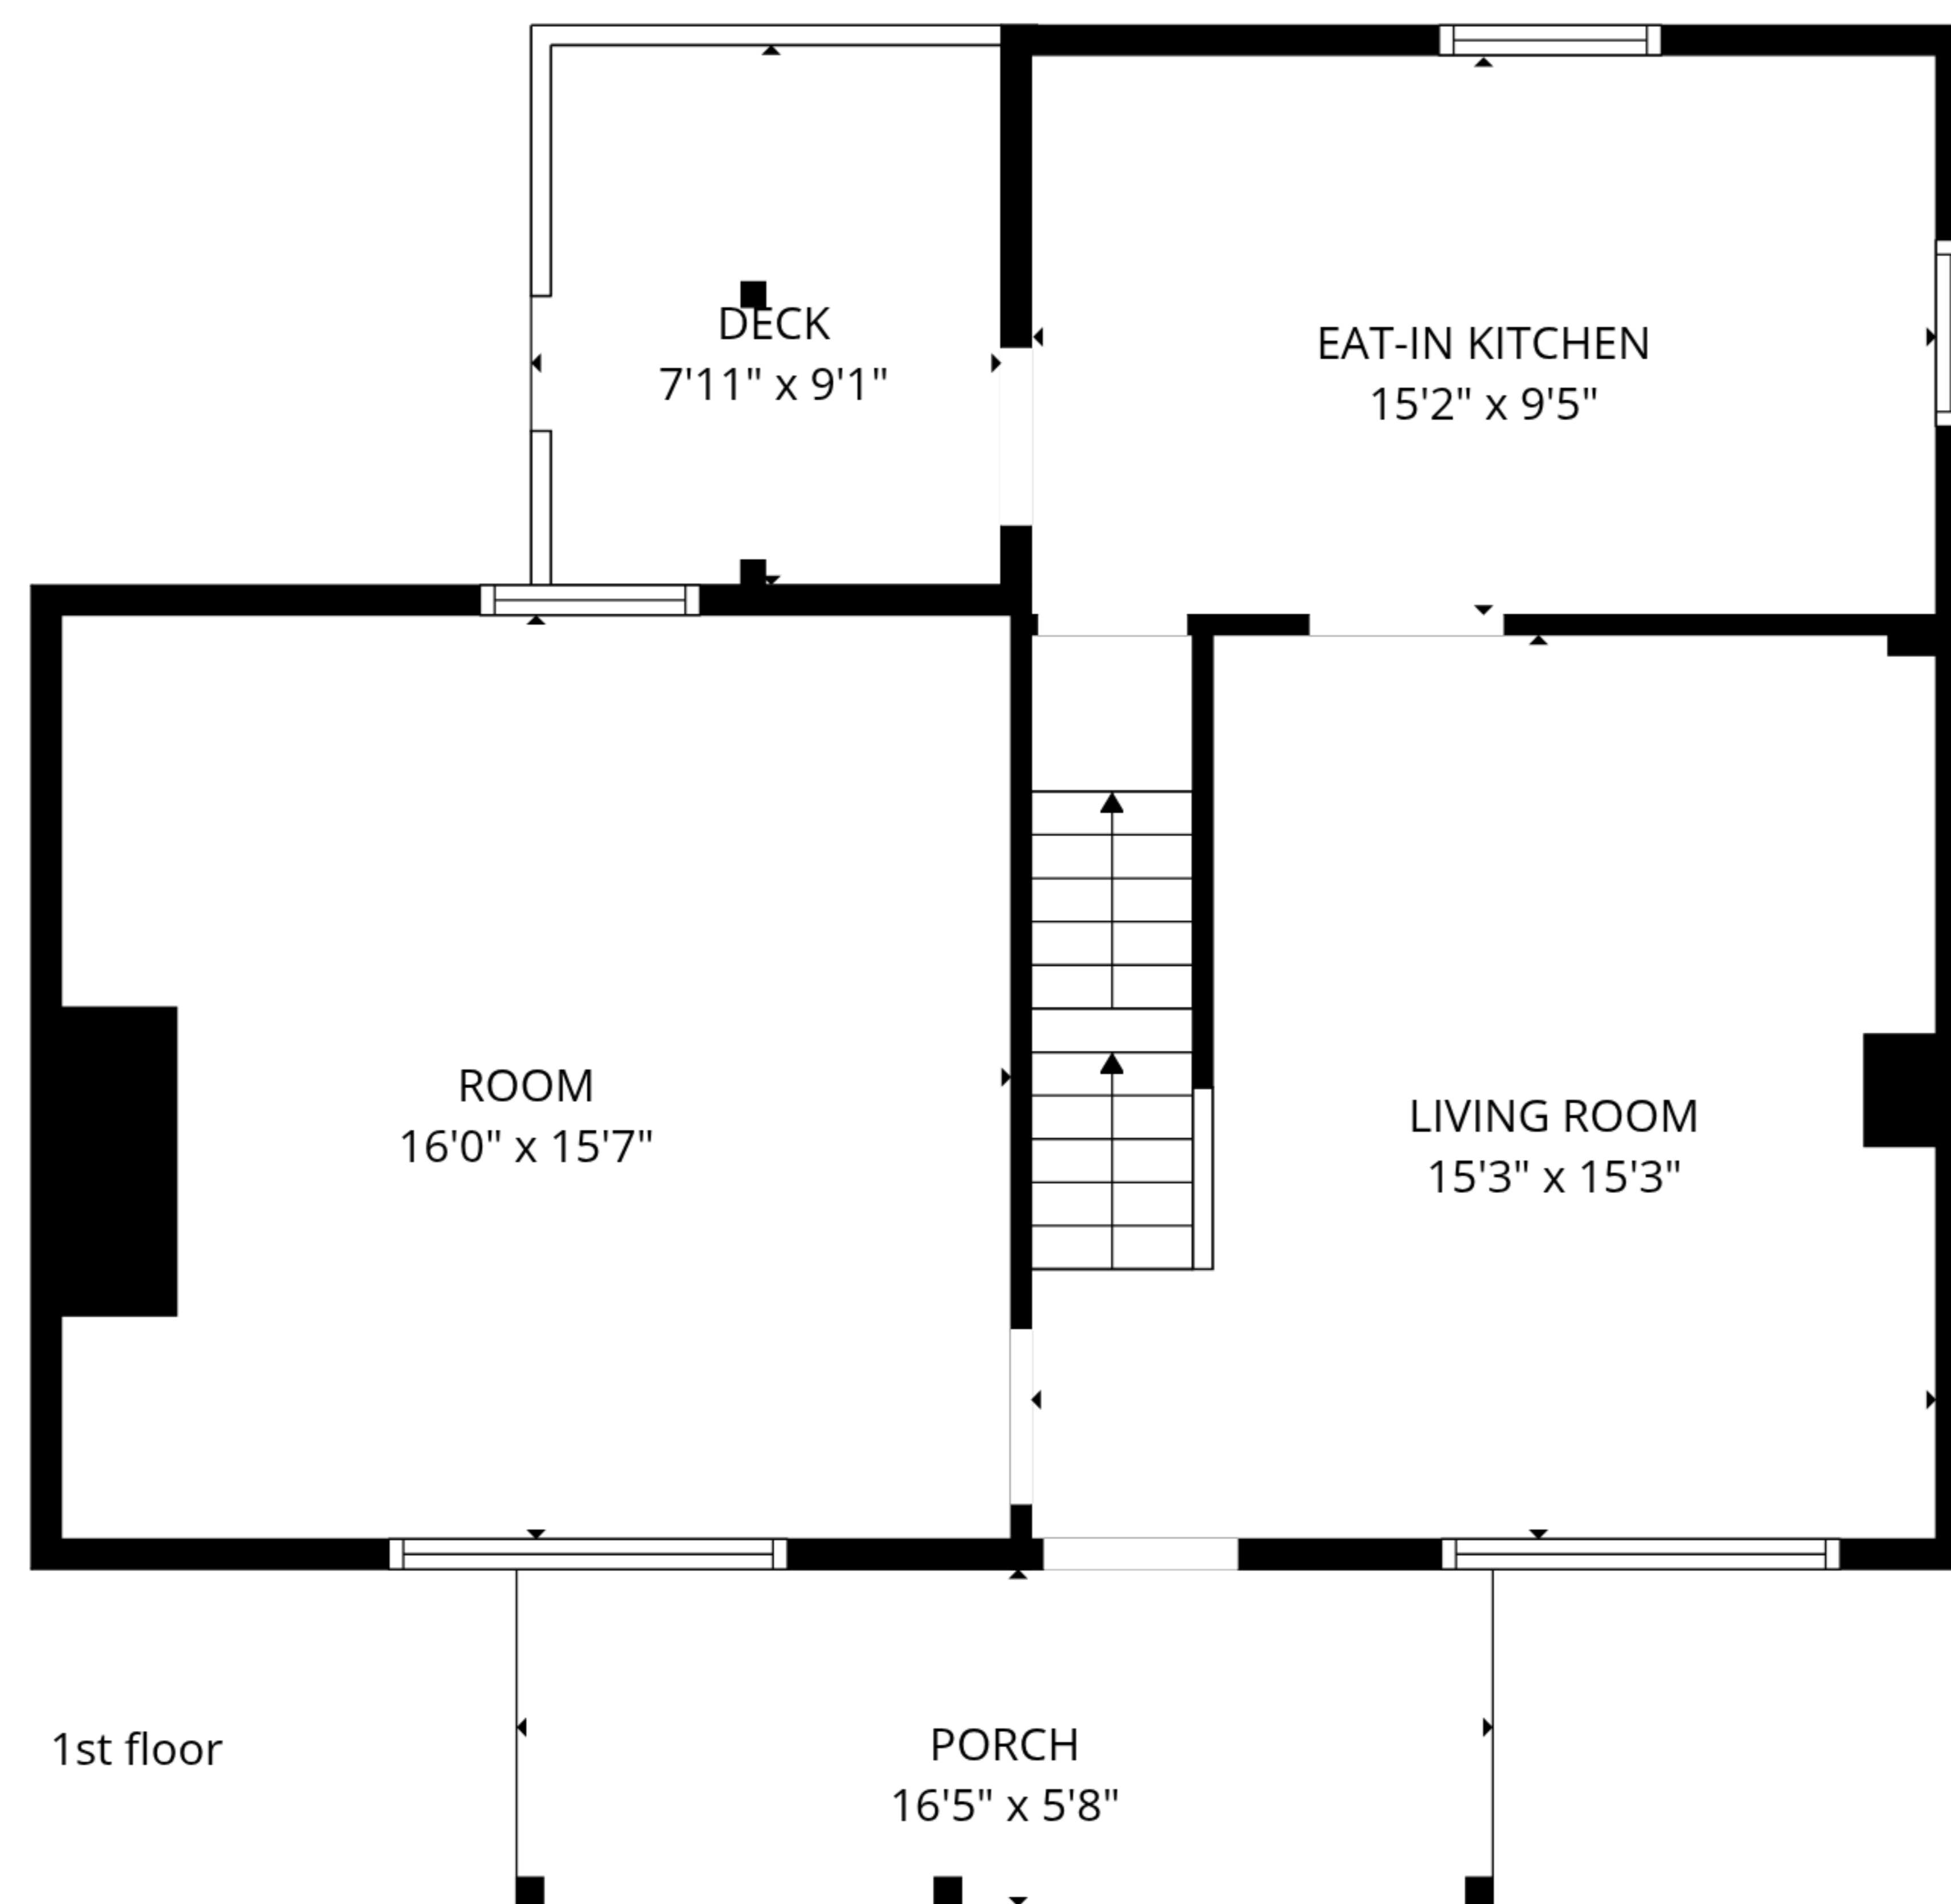 DECK
7'11" x 9'1"
EAT-IN KITCHEN
15'2" x 9'5"
ROOM
16'0" x 15'7"
LIVING ROOM
15'3" x 15'3"
PORCH
16'5" x 5'8"
1st floor